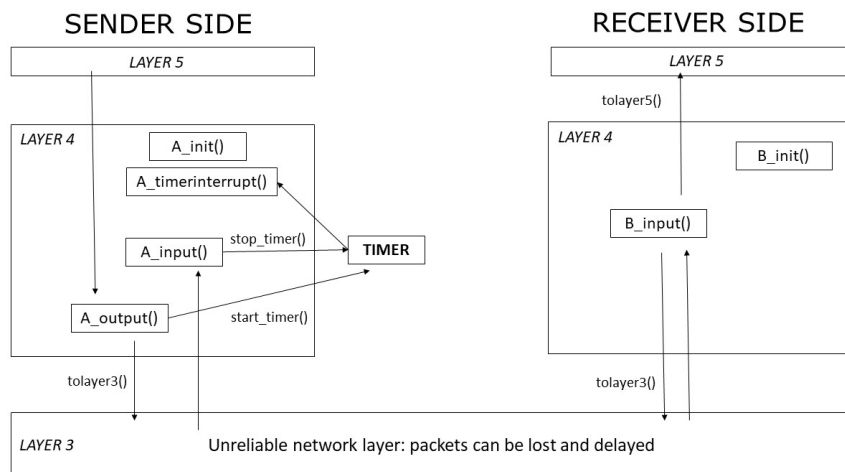 SENDER SIDE
RECEIVER SIDE
LAYER 5
LAYER 5
tolayer5()
LAYER 4
LAYER 4
A_init()
B_init()
A_timerinterrupt()
B_input()
A_input()
stop_timer()
TIMER
A_output()
start_timer()
tolayer3()
tolayer3()
LAYER 3
Unreliable network layer: packets can be lost and delayed